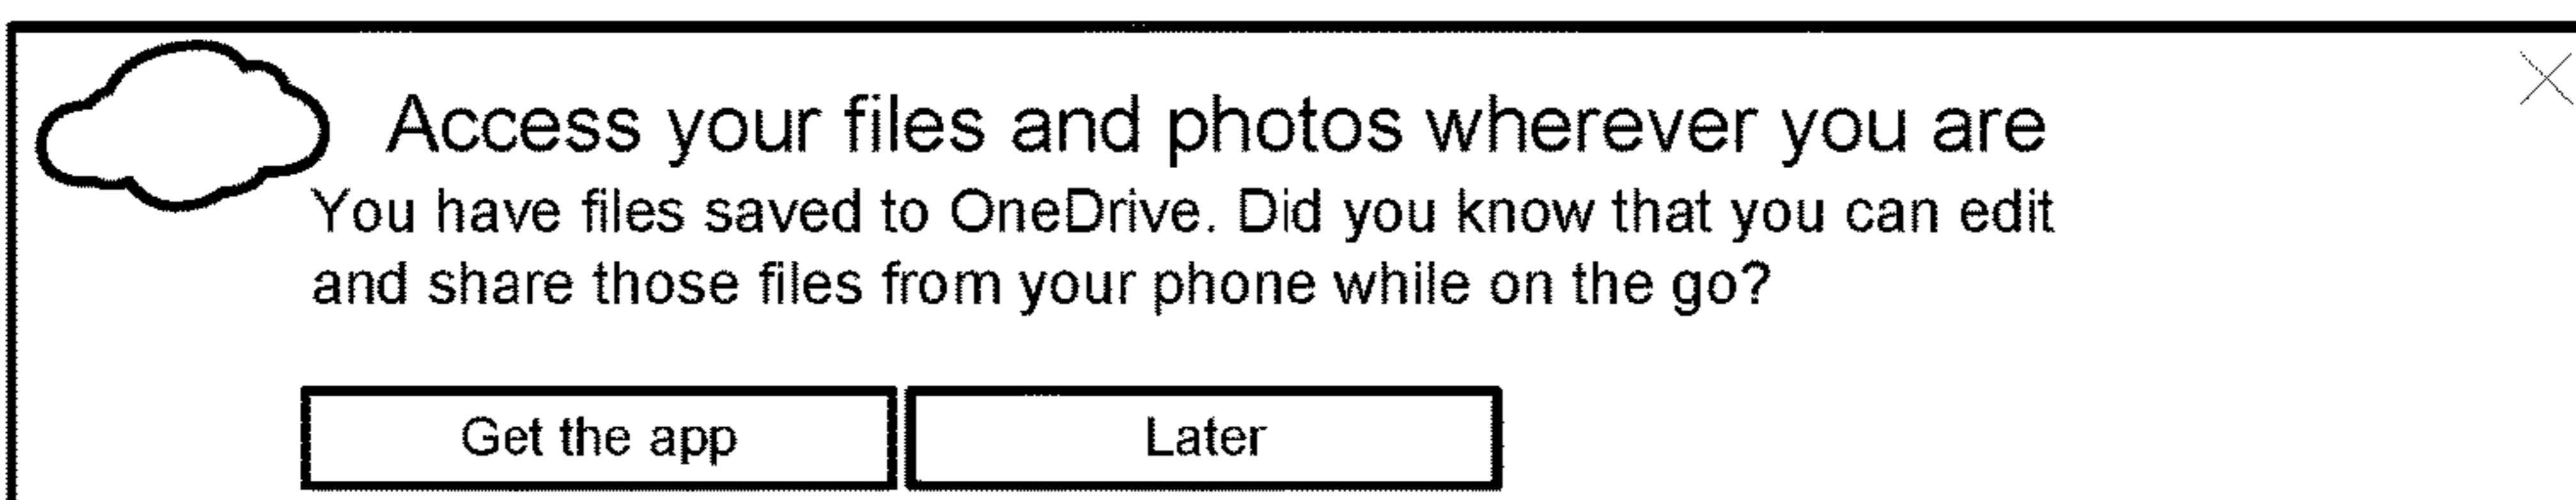 Access your files and photos wherever you are
You have files saved to OneDrive. Did you know that you can edit
and share those files from your phone while on the go?
Get the app
Later